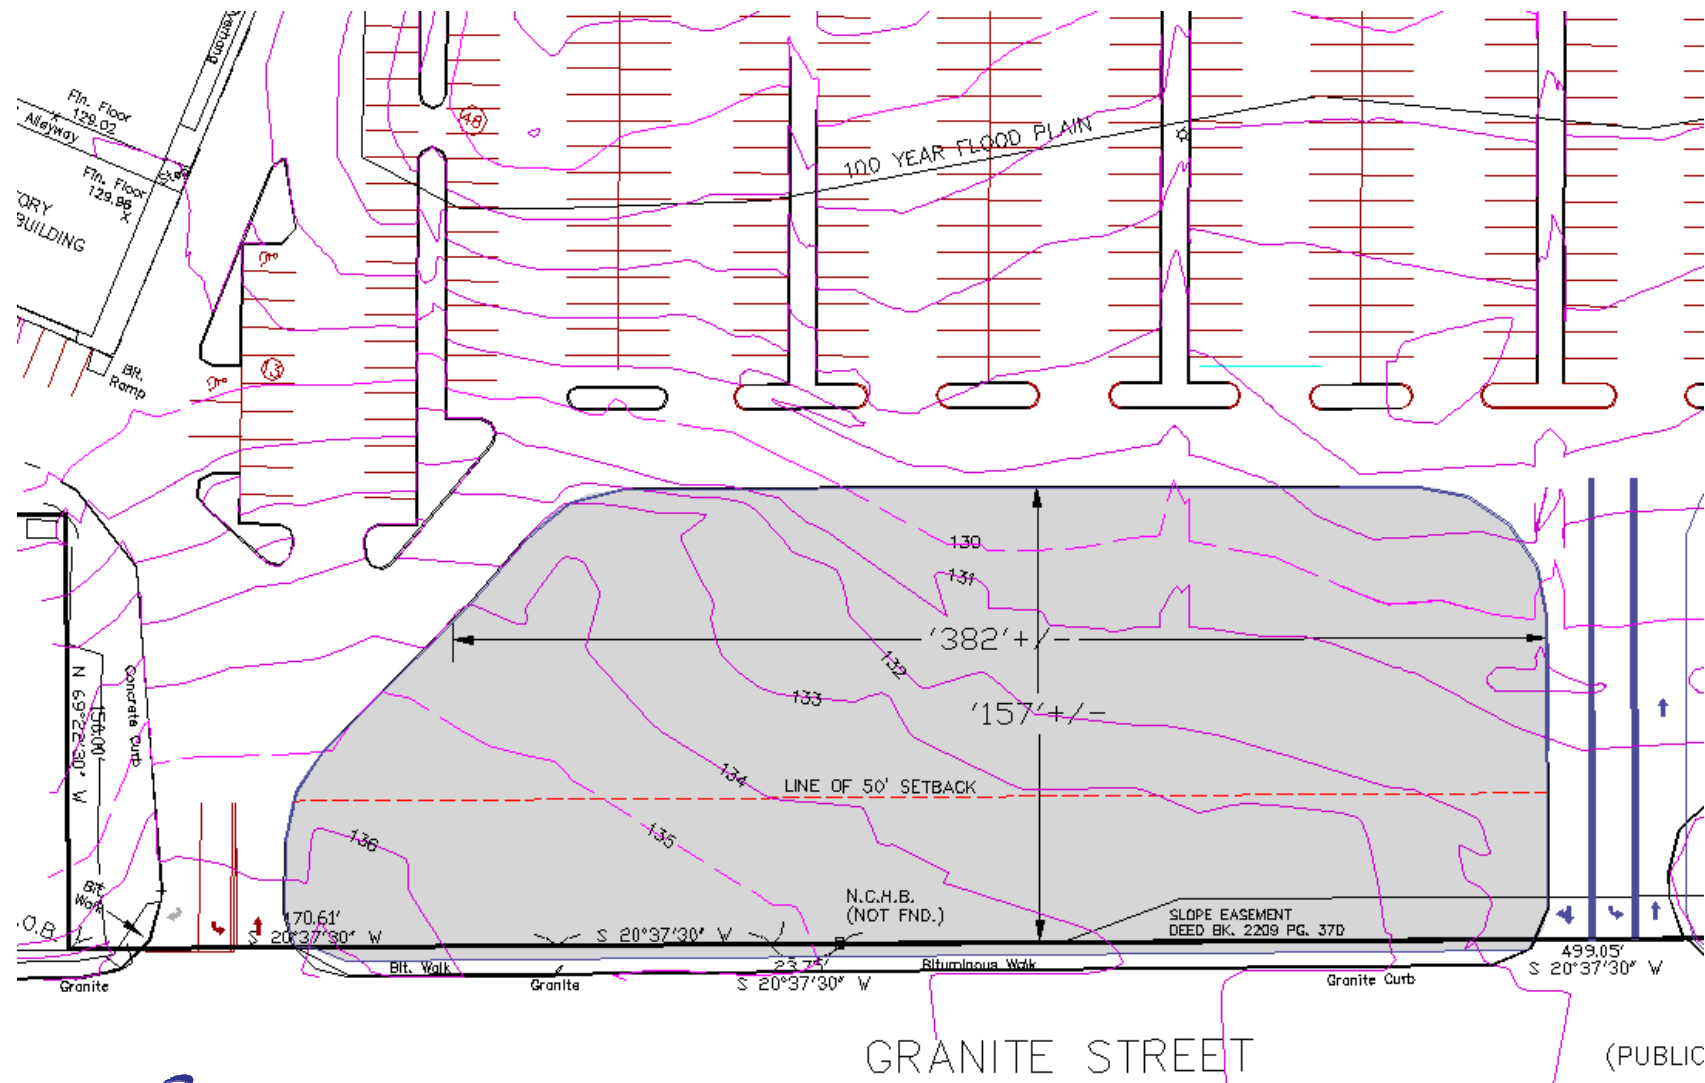 Overhang
Fin. Floor
129.02
Alleyway
Fin. Floor
129.96
X
ORY
BUILDING
Bit.
Ramp
48
13
100 YEAR FLOOD PLAIN
130
131
'382'+/-
132
133
'157'+/-
134
LINE OF 50' SETBACK
135
136
Concrete Curb
150.00'
N 69°22'30" W
Bit.
Walk
O.B.
170.61'
S 20°37'30" W
S 20°37'30" W
N.C.H.B.
(NOT FND.)
SLOPE EASEMENT
DEED BK. 2209 PG. 370
499.05'
S 20°37'30" W
Bit. Walk
23.75'
Bituminous Walk
S 20°37'30" W
Granite
Granite
Granite Curb
GRANITE STREET
(PUBLIC